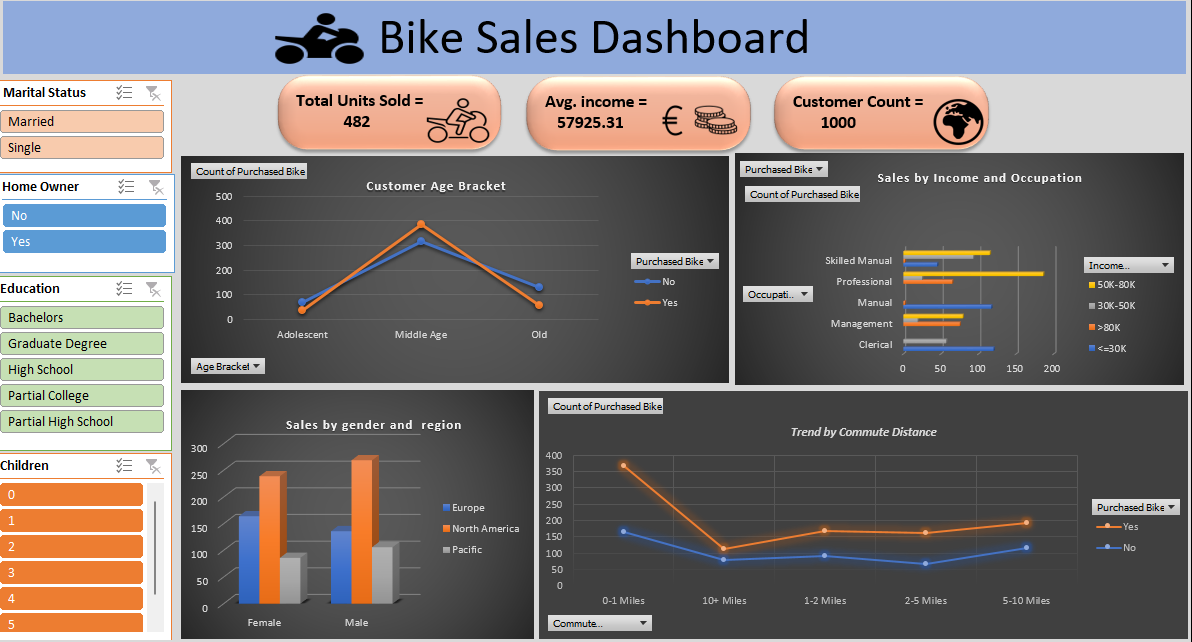 Bike Sales Dashboard
Total Units Sold =
482
Avg. income =
57925.31
€
Customer Count =
1000
Marital Status
Married
Single
Home Owner
No
Yes
Education
Bachelors
Graduate Degree
High School
Partial College
Partial High School
Children
0
1
2
3
4
5
Count of Purchased Bike
Customer Age Bracket
500
400
300
200
100
0
Adolescent Middle Age Old
Purchased Bike
No
Yes
Age Bracket
Purchased Bike
Sales by Income and Occupation
Count of Purchased Bike
Occupati..
Skilled Manual
Professional
Manual
Management
Clerical
0 50 100 150 200
Income...
50K-80K
30K-50K
>80K
<=30K
Sales by gender and region
300
250
200
150
100
50
0
Female Male
Europe
North America
Pacific
Count of Purchased Bike
Trend by Commute Distance
400
350
300
250
200
150
100
50
0
0-1 Miles 10+ Miles 1-2 Miles 2-5 Miles 5-10 Miles
Purchased Bike
Yes
No
Commute...